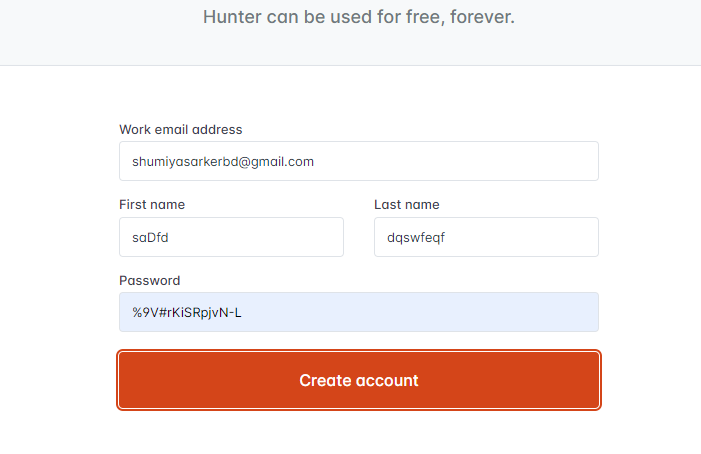 Hunter can be used for free, forever.
Work email address
shumiyasarkerbd@gmail.com
First name
Last name
saDfd
dqswfeqf
Password
%9V#rKiSRpjvN-L
Create account